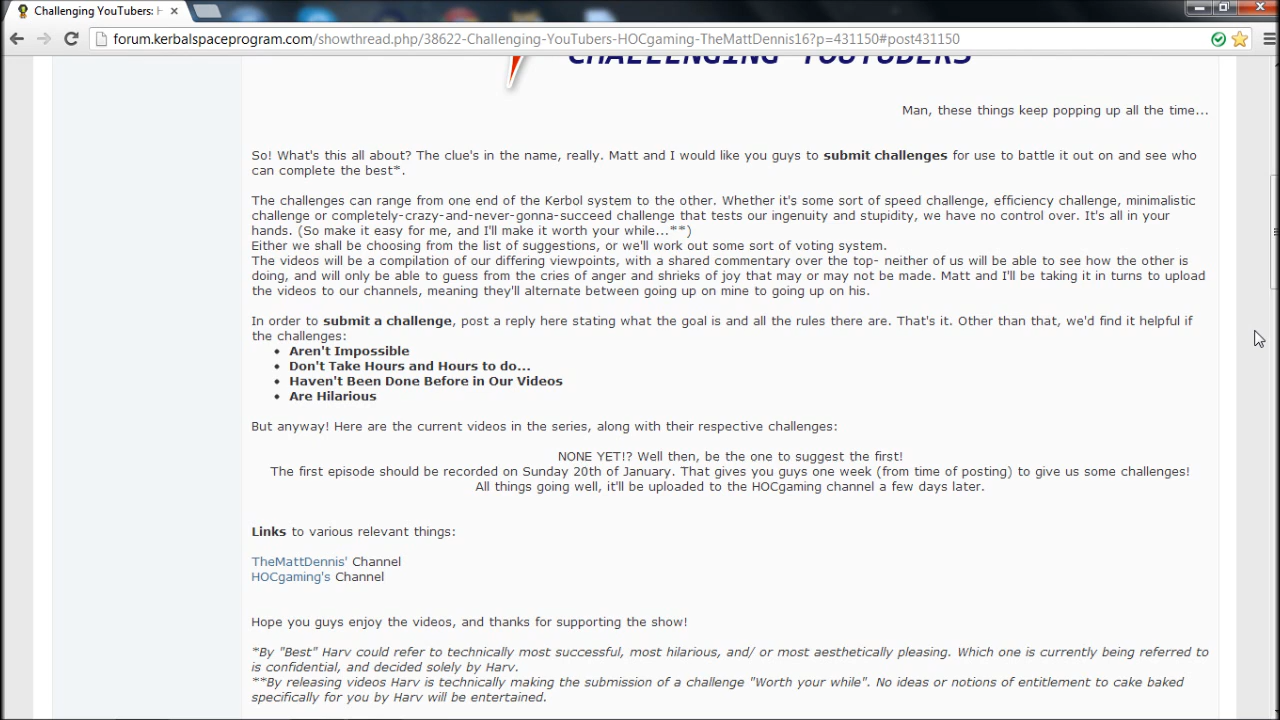 Challenging YouTubers: H
forum.kerbalspaceprogram.com/showthread.php/38622-Challenging-YouTubers-HOCgaming-TheMattDennis16?p=431150#post431150
CHALLENGING YOUTUBERS
Man, these things keep popping up all the time...
So! What's this all about? The clue's in the name, really. Matt and I would like you guys to submit challenges for use to battle it out on and see who
can complete the best*.
The challenges can range from one end of the Kerbol system to the other. Whether it's some sort of speed challenge, efficiency challenge, minimalistic
challenge or completely-crazy-and-never-gonna-succeed challenge that tests our ingenuity and stupidity, we have no control over. It's all in your
hands. (So make it easy for me, and I'll make it worth your while...**)
Either we shall be choosing from the list of suggestions, or we'll work out some sort of voting system.
The videos will be a compilation of our differing viewpoints, with a shared commentary over the top- neither of us will be able to see how the other is
doing, and will only be able to guess from the cries of anger and shrieks of joy that may or may not be made. Matt and I'll be taking it in turns to upload
the videos to our channels, meaning they'll alternate between going up on mine to going up on his.
In order to submit a challenge, post a reply here stating what the goal is and all the rules there are. That's it. Other than that, we'd find it helpful if
the challenges:
• Aren't Impossible
• Don't Take Hours and Hours to do...
• Haven't Been Done Before in Our Videos
• Are Hilarious
But anyway! Here are the current videos in the series, along with their respective challenges:
NONE YET!? Well then, be the one to suggest the first!
The first episode should be recorded on Sunday 20th of January. That gives you guys one week (from time of posting) to give us some challenges!
All things going well, it'll be uploaded to the HOCgaming channel a few days later.
Links to various relevant things:
TheMattDennis' Channel
HOCgaming's Channel
Hope you guys enjoy the videos, and thanks for supporting the show!
*By "Best" Harv could refer to technically most successful, most hilarious, and/ or most aesthetically pleasing. Which one is currently being referred to
is confidential, and decided solely by Harv.
**By releasing videos Harv is technically making the submission of a challenge "Worth your while". No ideas or notions of entitlement to cake baked
specifically for you by Harv will be entertained.